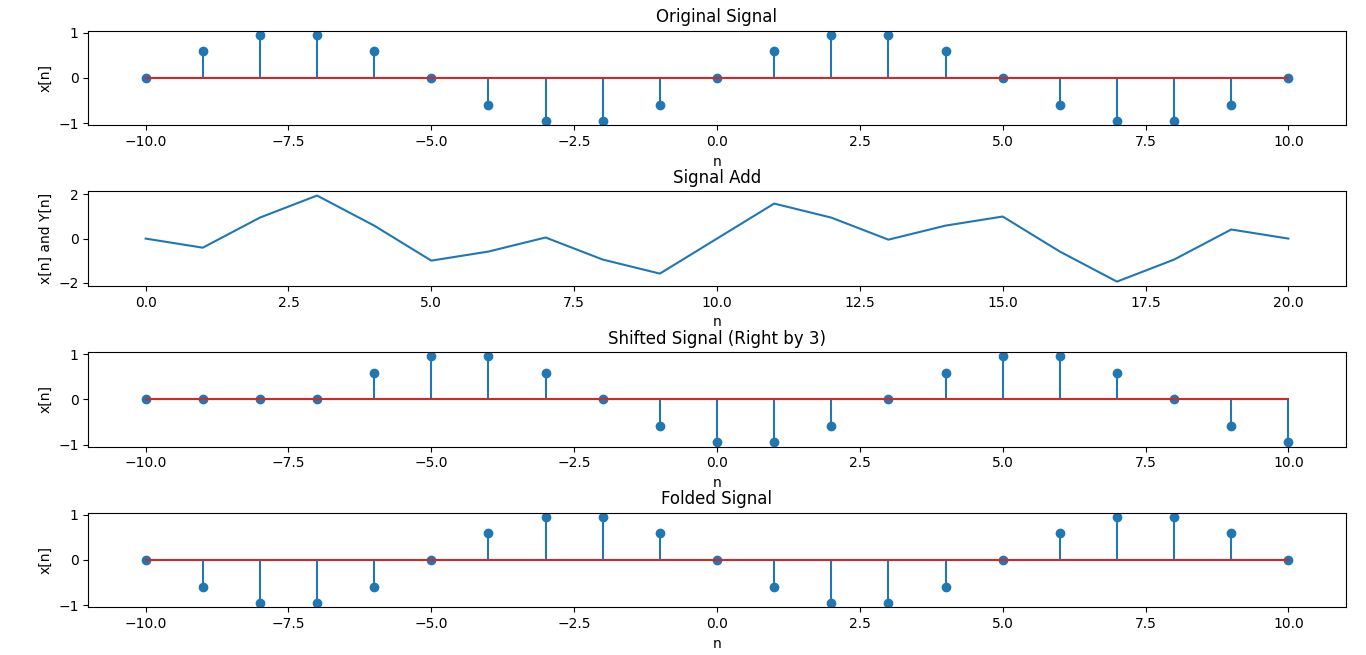 Original Signal
x[n]
1
0
−1
−10.0 −7.5 −5.0 −2.5 0.0 2.5 5.0 7.5 10.0
n
Signal Add
x[n] and Y[n]
2
0
−2
0.0 2.5 5.0 7.5 10.0 12.5 15.0 17.5 20.0
n
Shifted Signal (Right by 3)
x[n]
1
0
−1
−10.0 −7.5 −5.0 −2.5 0.0 2.5 5.0 7.5 10.0
n
Folded Signal
x[n]
1
0
−1
−10.0 −7.5 −5.0 −2.5 0.0 2.5 5.0 7.5 10.0
n